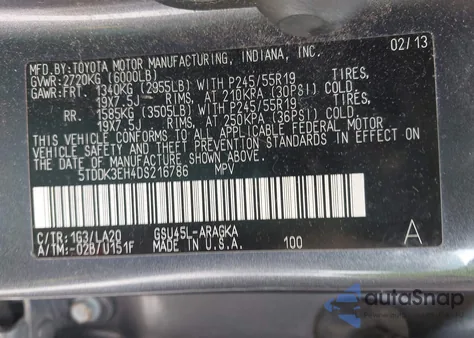 MFD.BY:TOYOTA MOTOR MANUFACTURING, INDIANA, INC. 02/13
GVWR:2720KG (6000LB)
GAWR:FRT. 1340KG (2955LB) WITH P245/55R19 TIRES,
19X7.5J RIMS, AT 210KPA (30PSI) COLD.
RR. 1585KG (3505LB) WITH P245/55R19 TIRES,
19X7.5J RIMS, AT 250KPA (36PSI) COLD.
THIS VEHICLE CONFORMS TO ALL APPLICABLE FEDERAL MOTOR
VEHICLE SAFETY AND THEFT PREVENTION STANDARDS IN EFFECT ON
THE DATE OF MANUFACTURE SHOWN ABOVE.
5TDDK3EH4DS216786 MPV
C/TR:1G3/LA20 GSU45L-ARAGKA A
A/TM:-02B/U151F MADE IN U.S.A. 100
autoSnap